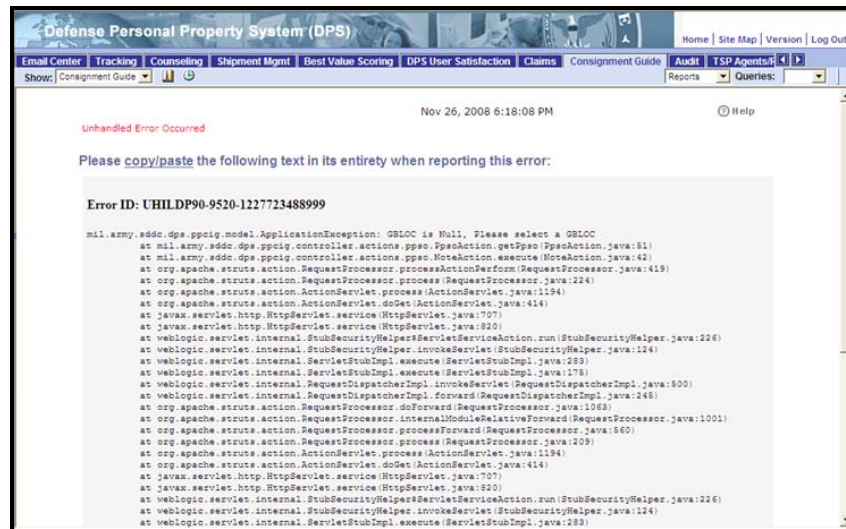 Defense Personal Property System (DPS)
Home | Site Map | Version | Log Out
Email Center Tracking Counseling Shipment Mgmt Best Value Scoring DPS User Satisfaction Claims Consignment Guide Audit TSP Agents/F
Show: Consignment Guide Reports Queries:
Nov 26, 2008 6:18:08 PM Help
Unhandled Error Occurred
Please copy/paste the following text in its entirety when reporting this error:
Error ID: UHILDP90-9520-1227723488999
mil.army.sddc.dps.ppcig.model.ApplicationException: GBLOC is Null, Please select a GBLOC
at mil.army.sddc.dps.ppcig.controller.actions.ppso.PpsoAction.getPpso(PpsoAction.java:51)
at mil.army.sddc.dps.ppcig.controller.actions.ppso.NoteAction.execute(NoteAction.java:42)
at org.apache.struts.action.RequestProcessor.processActionPerform(RequestProcessor.java:419)
at org.apache.struts.action.RequestProcessor.process(RequestProcessor.java:224)
at org.apache.struts.action.ActionServlet.process(ActionServlet.java:1194)
at org.apache.struts.action.ActionServlet.doGet(ActionServlet.java:414)
at javax.servlet.http.HttpServlet.service(HttpServlet.java:707)
at javax.servlet.http.HttpServlet.service(HttpServlet.java:820)
at weblogic.servlet.internal.StubSecurityHelper$ServletServiceAction.run(StubSecurityHelper.java:226)
at weblogic.servlet.internal.StubSecurityHelper.invokeServlet(StubSecurityHelper.java:124)
at weblogic.servlet.internal.ServletStubImpl.execute(ServletStubImpl.java:283)
at weblogic.servlet.internal.ServletStubImpl.execute(ServletStubImpl.java:175)
at weblogic.servlet.internal.RequestDispatcherImpl.invokeServlet(RequestDispatcherImpl.java:500)
at weblogic.servlet.internal.RequestDispatcherImpl.forward(RequestDispatcherImpl.java:245)
at org.apache.struts.action.RequestProcessor.doForward(RequestProcessor.java:1063)
at org.apache.struts.action.RequestProcessor.internalModuleRelativeForward(RequestProcessor.java:1001)
at org.apache.struts.action.RequestProcessor.processForward(RequestProcessor.java:560)
at org.apache.struts.action.RequestProcessor.process(RequestProcessor.java:209)
at org.apache.struts.action.ActionServlet.process(ActionServlet.java:1194)
at org.apache.struts.action.ActionServlet.doGet(ActionServlet.java:414)
at javax.servlet.http.HttpServlet.service(HttpServlet.java:707)
at javax.servlet.http.HttpServlet.service(HttpServlet.java:820)
at weblogic.servlet.internal.StubSecurityHelper$ServletServiceAction.run(StubSecurityHelper.java:226)
at weblogic.servlet.internal.StubSecurityHelper.invokeServlet(StubSecurityHelper.java:124)
at weblogic.servlet.internal.ServletStubImpl.execute(ServletStubImpl.java:283)